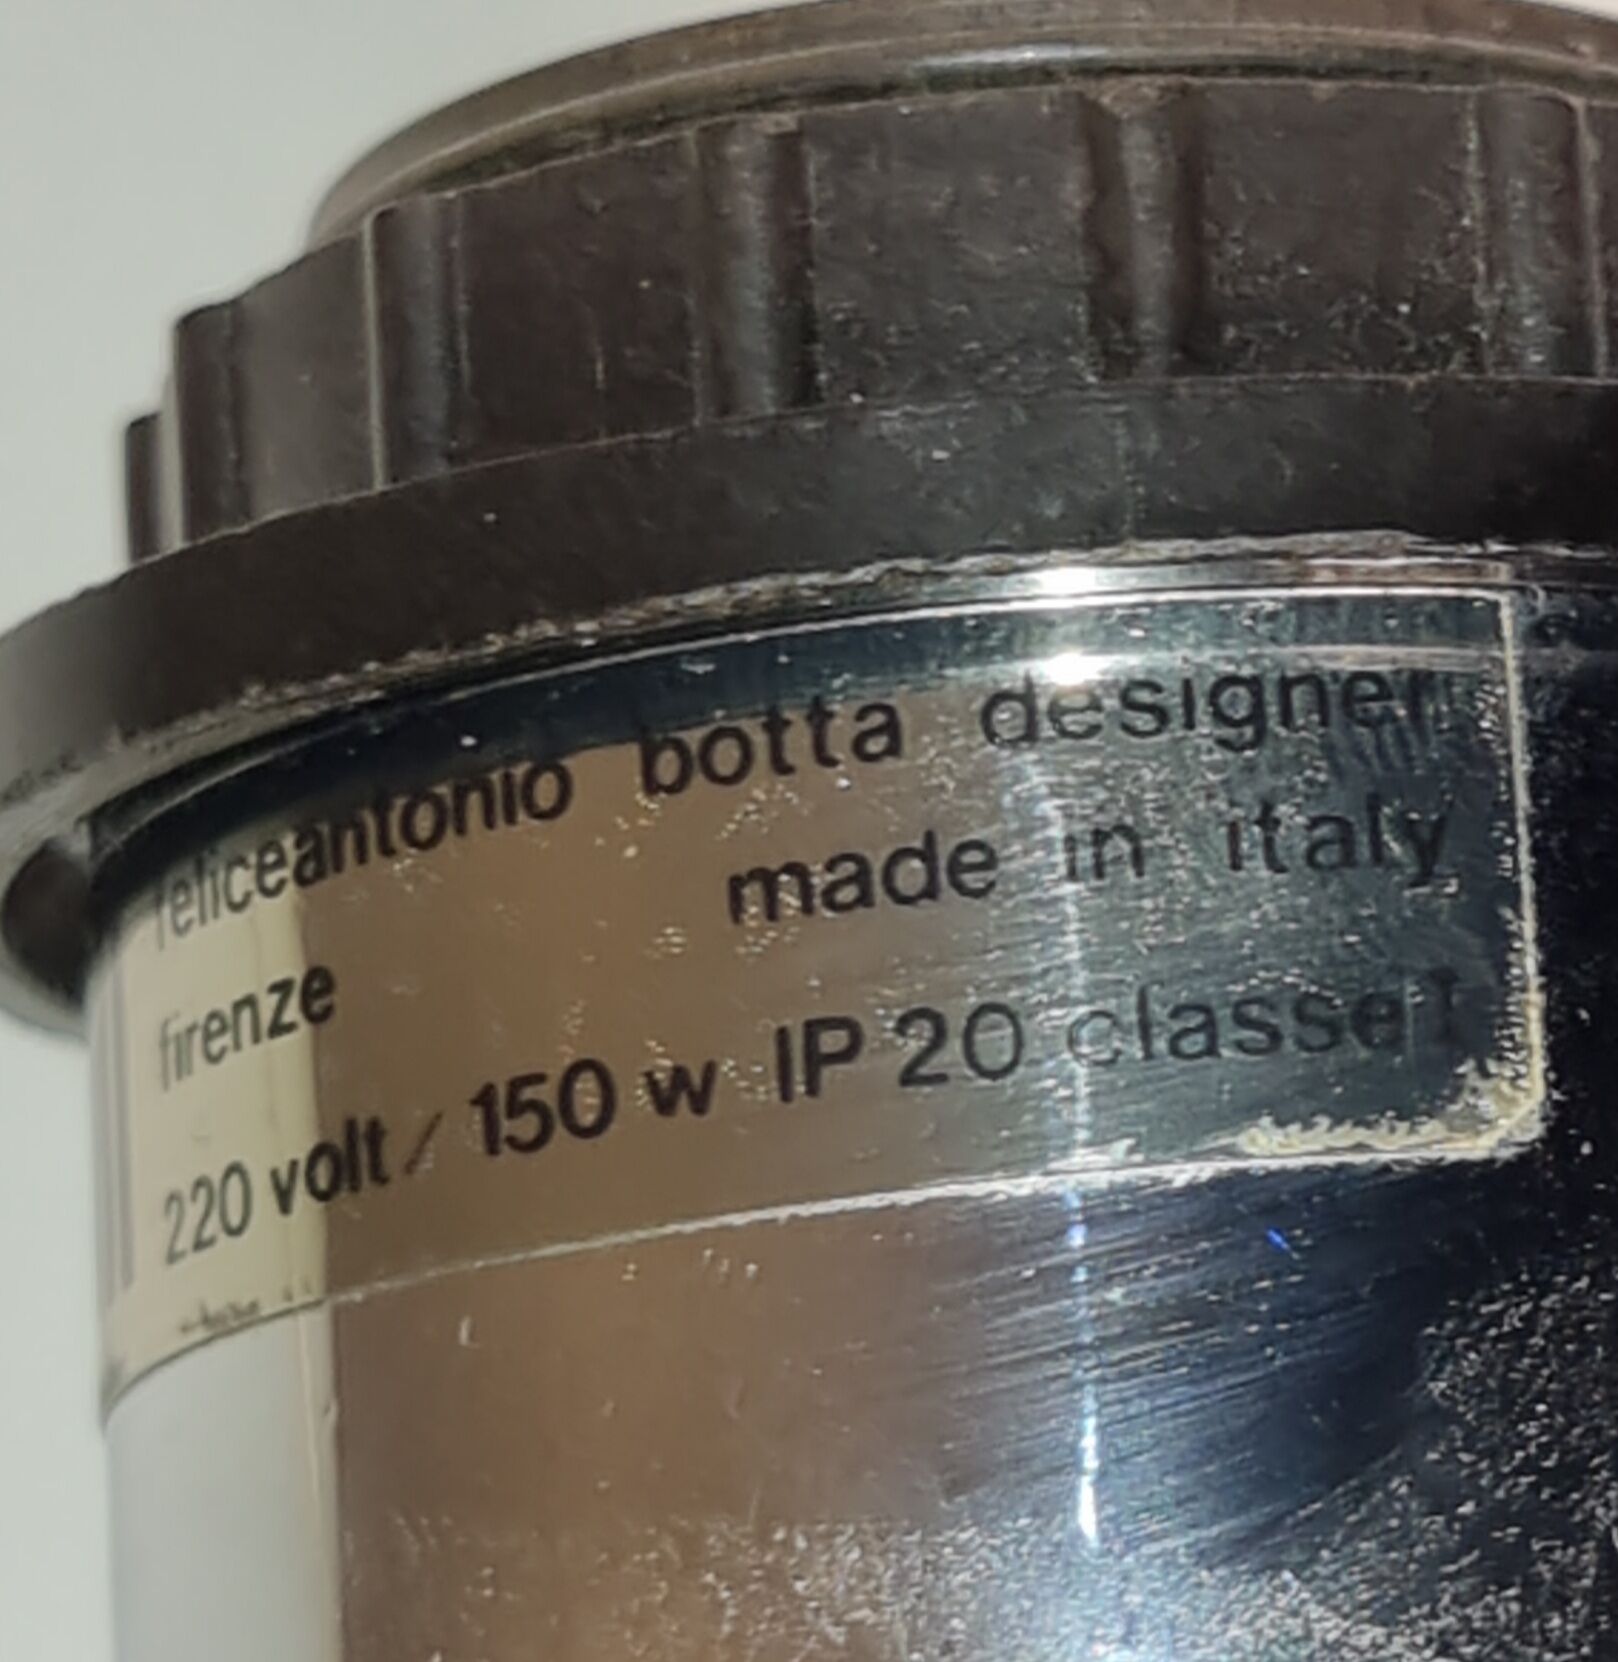 feliceantonio botta designer
made in italy
firenze
220 volt / 150 w IP 20 classe I